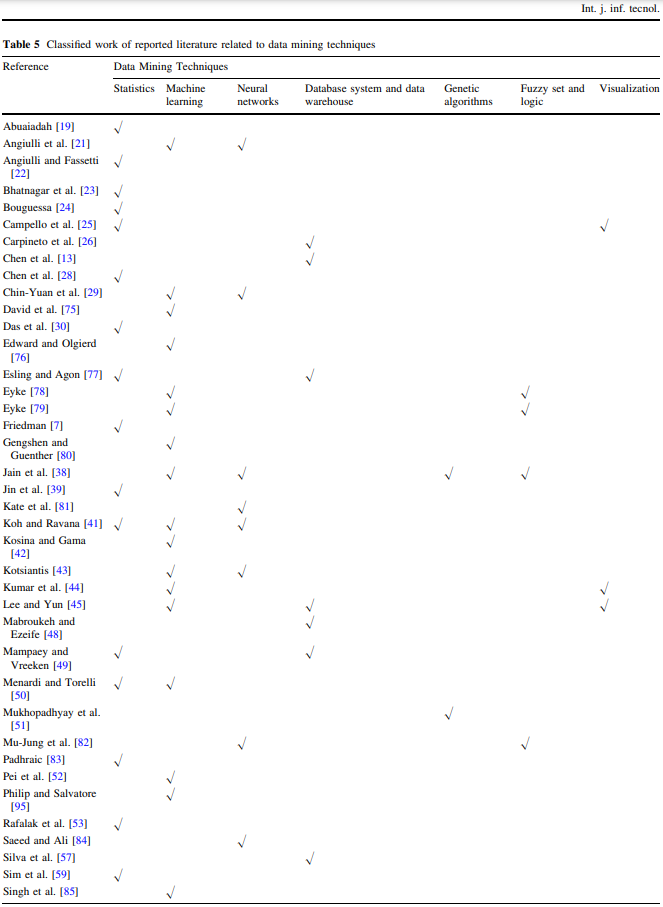 Int. j. inf. tecnol.
Table 5 Classified work of reported literature related to data mining techniques
Reference Data Mining Techniques
Statistics Machine learning Neural networks Database system and data warehouse Genetic algorithms Fuzzy set and logic Visualization
Abuaiadah [19] √
Angiulli et al. [21] √ √
Angiulli and Fassetti √
[22]
Bhatnagar et al. [23] √
Bouguessa [24] √
Campello et al. [25] √ √
Carpineto et al. [26] √
Chen et al. [13] √
Chen et al. [28] √
Chin-Yuan et al. [29] √ √
David et al. [75] √
Das et al. [30] √
Edward and Olgierd √
[76]
Esling and Agon [77] √ √
Eyke [78] √ √
Eyke [79] √ √
Friedman [7] √
Gengshen and √
Guenther [80]
Jain et al. [38] √ √ √ √
Jin et al. [39] √
Kate et al. [81] √
Koh and Ravana [41] √ √ √
Kosina and Gama √
[42]
Kotsiantis [43] √ √
Kumar et al. [44] √ √
Lee and Yun [45] √ √ √
Mabroukeh and √
Ezeife [48]
Mampaey and √ √
Vreeken [49]
Menardi and Torelli √ √
[50]
Mukhopadhyay et al. √
[51]
Mu-Jung et al. [82] √ √
Padhraic [83] √
Pei et al. [52] √
Philip and Salvatore √
[95]
Rafalak et al. [53] √
Saeed and Ali [84] √
Silva et al. [57] √
Sim et al. [59] √
Singh et al. [85] √